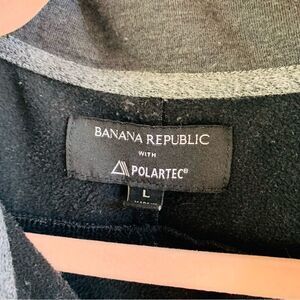 BANANA REPUBLIC
WITH
POLARTEC®
L